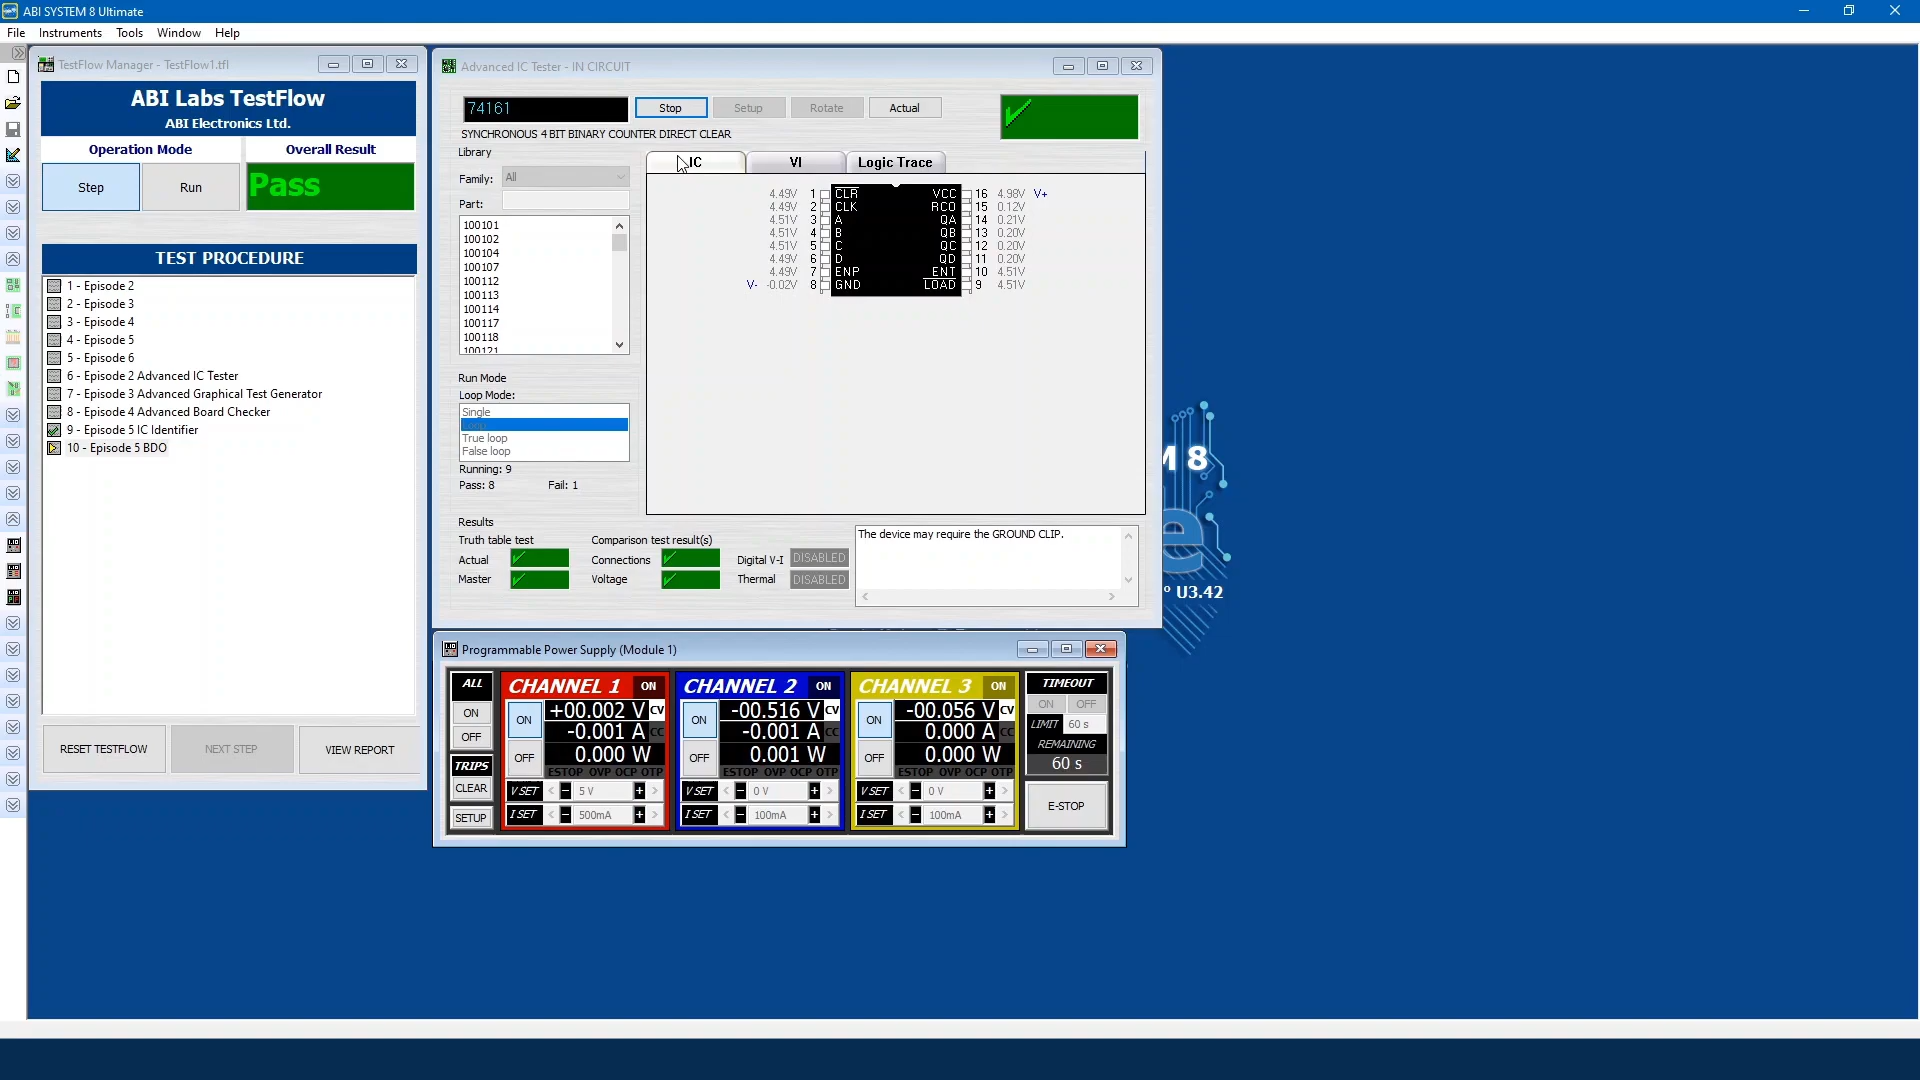 ABI SYSTEM 8 Ultimate
File Instruments Tools Window Help
TestFlow Manager - TestFlow1.tfl
ABI Labs TestFlow
ABI Electronics Ltd.
Operation Mode
Overall Result
Step
Run
Pass
TEST PROCEDURE
1 - Episode 2
2 - Episode 3
3 - Episode 4
4 - Episode 5
5 - Episode 6
6 - Episode 2 Advanced IC Tester
7 - Episode 3 Advanced Graphical Test Generator
8 - Episode 4 Advanced Board Checker
9 - Episode 5 IC Identifier
10 - Episode 5 BDO
RESET TESTFLOW
NEXT STEP
VIEW REPORT
Advanced IC Tester - IN CIRCUIT
74161
Stop
Setup
Rotate
Actual
SYNCHRONOUS 4 BIT BINARY COUNTER DIRECT CLEAR
Library
Family: All
Part:
100101
100102
100104
100107
100112
100113
100114
100117
100118
100121
Run Mode
Loop Mode:
Single
Loop
True loop
False loop
Running: 9
Pass: 8 Fail: 1
IC
VI
Logic Trace
4.49V 1 CLR VCC 16 4.98V V+
4.49V 2 CLK RCO 15 0.12V
4.51V 3 A QA 14 0.21V
4.51V 4 B QB 13 0.20V
4.51V 5 C QC 12 0.20V
4.49V 6 D QD 11 0.20V
4.49V 7 ENP ENT 10 4.51V
V- -0.02V 8 GND LOAD 9 4.51V
Results
Truth table test
Actual
Master
Comparison test result(s)
Connections
Voltage
Digital V-I DISABLED
Thermal DISABLED
The device may require the GROUND CLIP.
M 8
e
° U3.42
Programmable Power Supply (Module 1)
ALL
ON
OFF
TRIPS
CLEAR
SETUP
CHANNEL 1 ON
ON
OFF
+00.002 V CV
-0.001 A CC
0.000 W
ESTOP OVP OCP OTP
V SET < - 5 V + >
I SET < - 500mA + >
CHANNEL 2 ON
ON
OFF
-00.516 V CV
-0.001 A CC
0.001 W
ESTOP OVP OCP OTP
V SET < - 0 V + >
I SET < - 100mA + >
CHANNEL 3 ON
ON
OFF
-00.056 V CV
0.000 A CC
0.000 W
ESTOP OVP OCP OTP
V SET < - 0 V + >
I SET < - 100mA + >
TIMEOUT
ON OFF
LIMIT 60 s
REMAINING
60 s
E-STOP